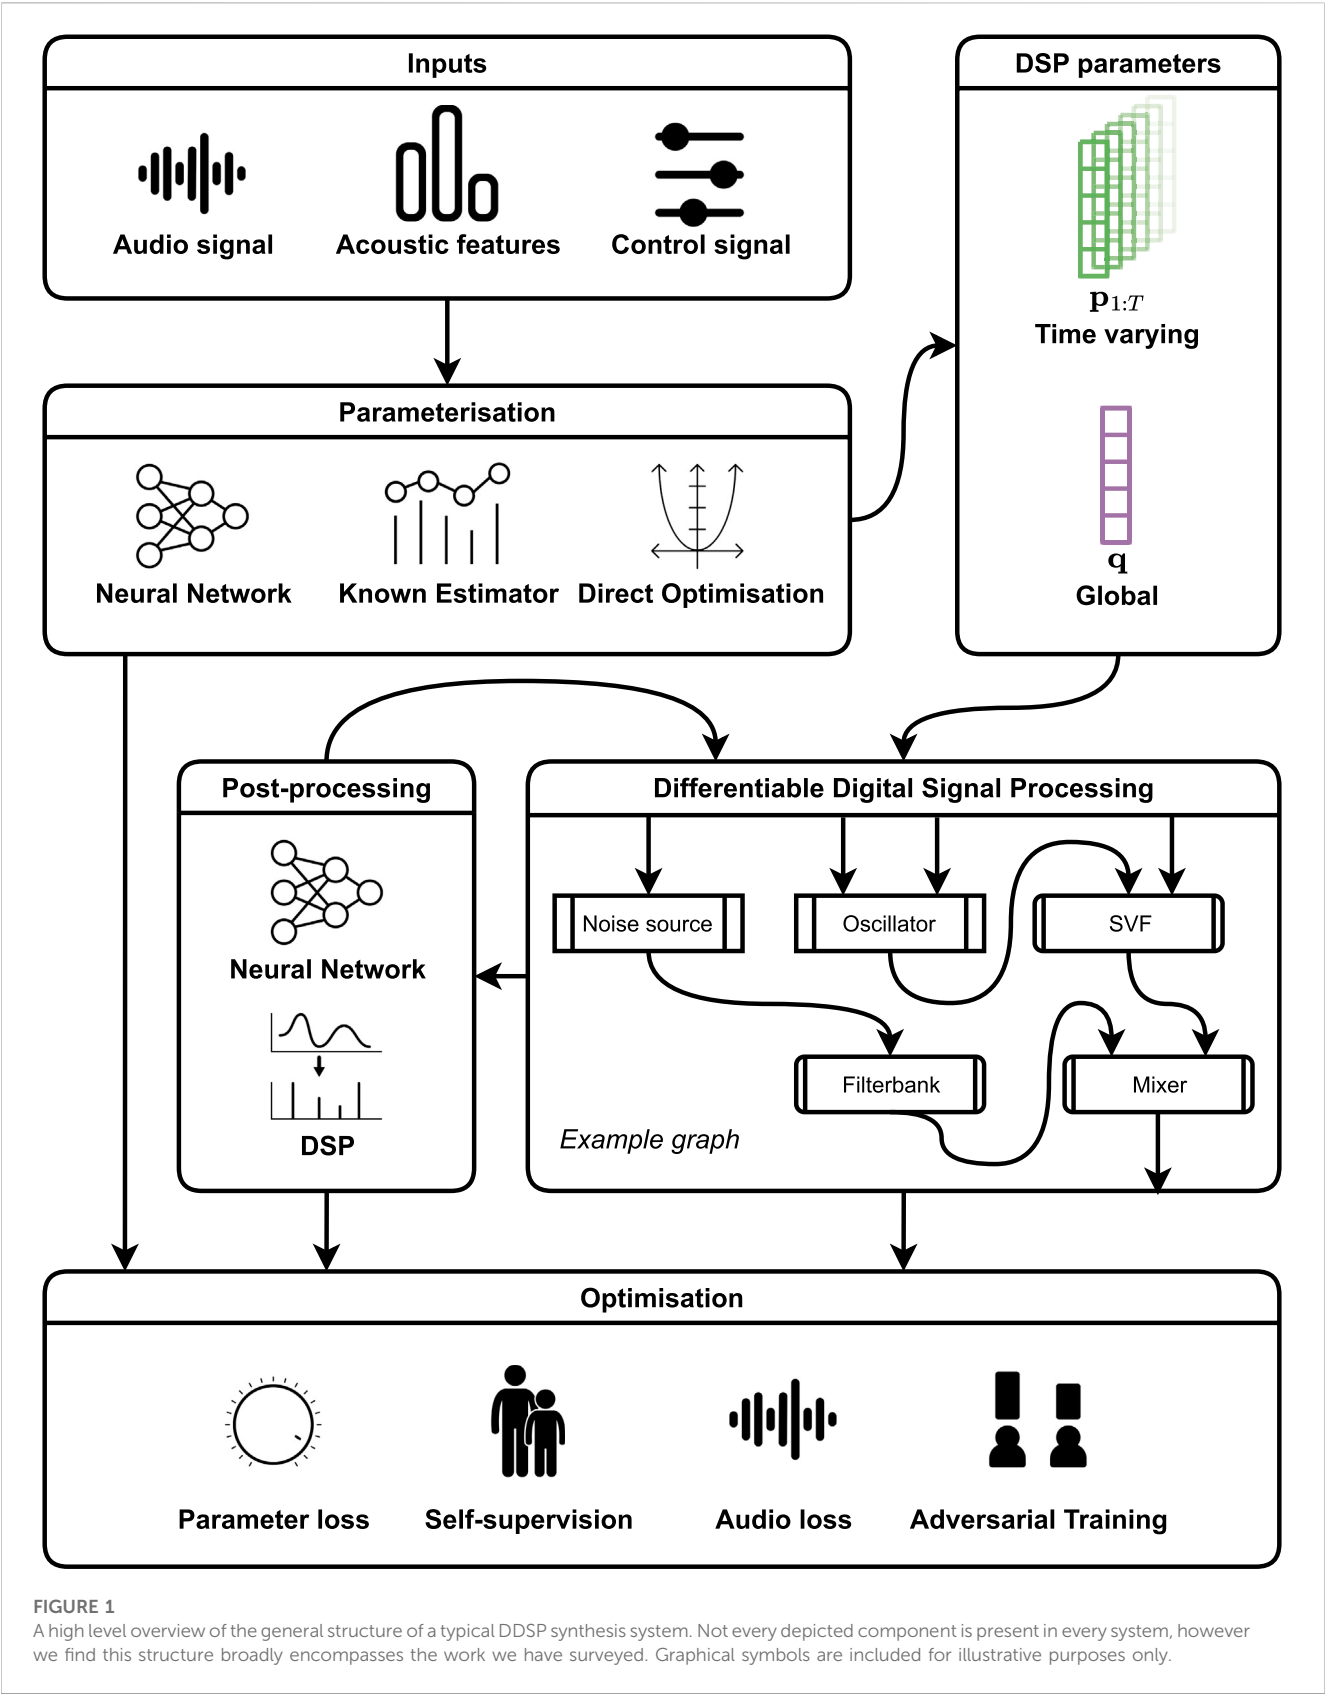 Inputs
Audio signal
Acoustic features
Control signal
DSP parameters
p1:T
Time varying
q
Global
Parameterisation
Neural Network
Known Estimator
Direct Optimisation
Post-processing
Neural Network
DSP
Differentiable Digital Signal Processing
Noise source
Oscillator
SVF
Filterbank
Mixer
Example graph
Optimisation
Parameter loss
Self-supervision
Audio loss
Adversarial Training
FIGURE 1
A high level overview of the general structure of a typical DDSP synthesis system. Not every depicted component is present in every system, however
we find this structure broadly encompasses the work we have surveyed. Graphical symbols are included for illustrative purposes only.